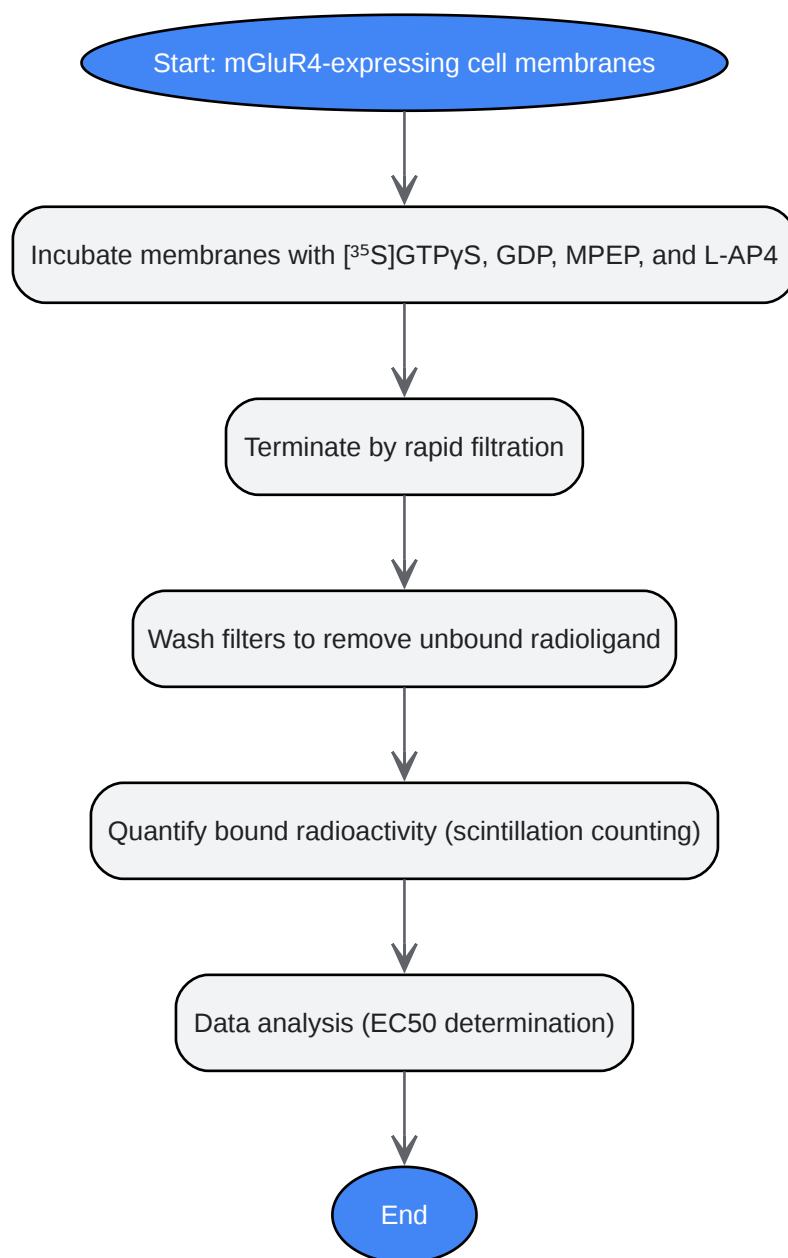 Start: mGluR4-expressing cell membranes
Incubate membranes with [³⁵S]GTPγS, GDP, MPEP, and L-AP4
Terminate by rapid filtration
Wash filters to remove unbound radioligand
Quantify bound radioactivity (scintillation counting)
Data analysis (EC50 determination)
End